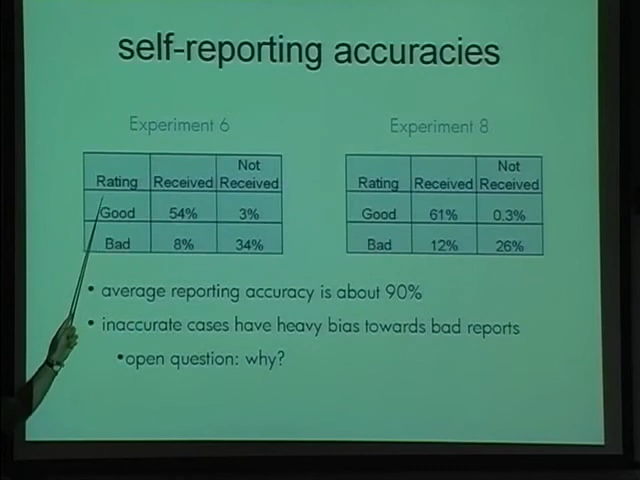 self-reporting accuracies
Experiment 6
Rating Received Not Received
Good 54% 3%
Bad 8% 34%
Experiment 8
Rating Received Not Received
Good 61% 0.3%
Bad 12% 26%
• average reporting accuracy is about 90%
• inaccurate cases have heavy bias towards bad reports
•open question: why?